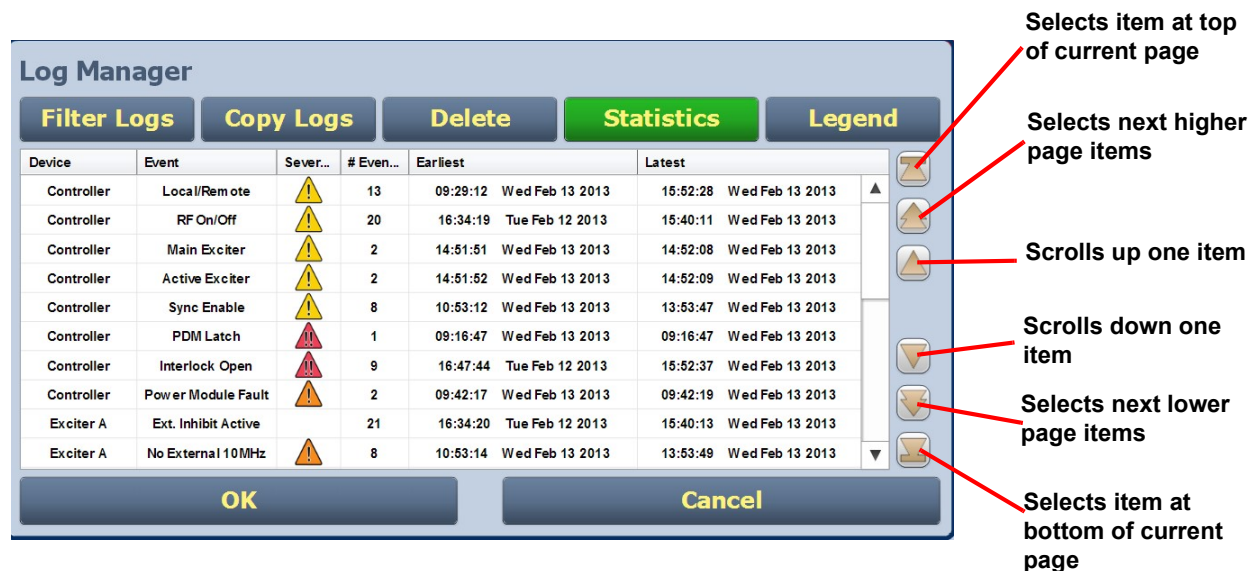 Selects item at top
of current page
Log Manager
Filter Logs Copy Logs Delete Statistics Legend
Selects next higher
page items
Device Event Sever... # Even... Earliest Latest
Controller Local/Remote ! 13 09:29:12 Wed Feb 13 2013 15:52:28 Wed Feb 13 2013
Controller RF On/Off ! 20 16:34:19 Tue Feb 12 2013 15:40:11 Wed Feb 13 2013
Controller Main Exciter ! 2 14:51:51 Wed Feb 13 2013 14:52:08 Wed Feb 13 2013
Scrolls up one item
Controller Active Exciter ! 2 14:51:52 Wed Feb 13 2013 14:52:09 Wed Feb 13 2013
Controller Sync Enable ! 8 10:53:12 Wed Feb 13 2013 13:53:47 Wed Feb 13 2013
Scrolls down one
item
Controller PDM Latch !! 1 09:16:47 Wed Feb 13 2013 09:16:47 Wed Feb 13 2013
Controller Interlock Open !! 9 16:47:44 Tue Feb 12 2013 15:52:37 Wed Feb 13 2013
Controller Power Module Fault ! 2 09:42:17 Wed Feb 13 2013 09:42:19 Wed Feb 13 2013
Selects next lower
page items
Exciter A Ext. Inhibit Active 21 16:34:20 Tue Feb 12 2013 15:40:13 Wed Feb 13 2013
Exciter A No External 10MHz ! 8 10:53:14 Wed Feb 13 2013 13:53:49 Wed Feb 13 2013
OK Cancel
Selects item at
bottom of current
page